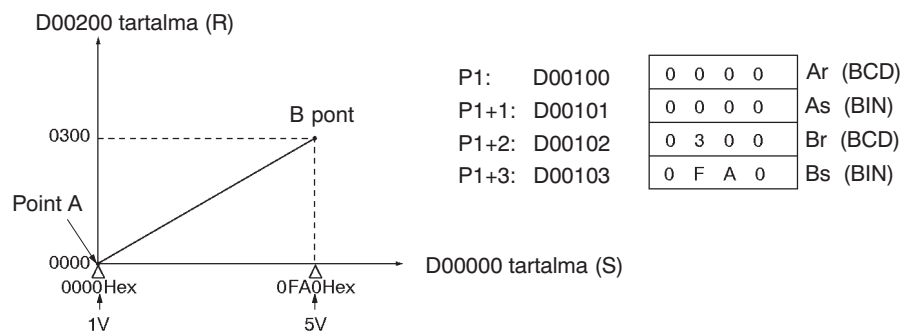 D00200 tartalma (R)
0300
B pont
Point A
0000
D00000 tartalma (S)
0000Hex
0FA0Hex
1V
5V
P1: D00100 0 0 0 0 Ar (BCD)
P1+1: D00101 0 0 0 0 As (BIN)
P1+2: D00102 0 3 0 0 Br (BCD)
P1+3: D00103 0 F A 0 Bs (BIN)